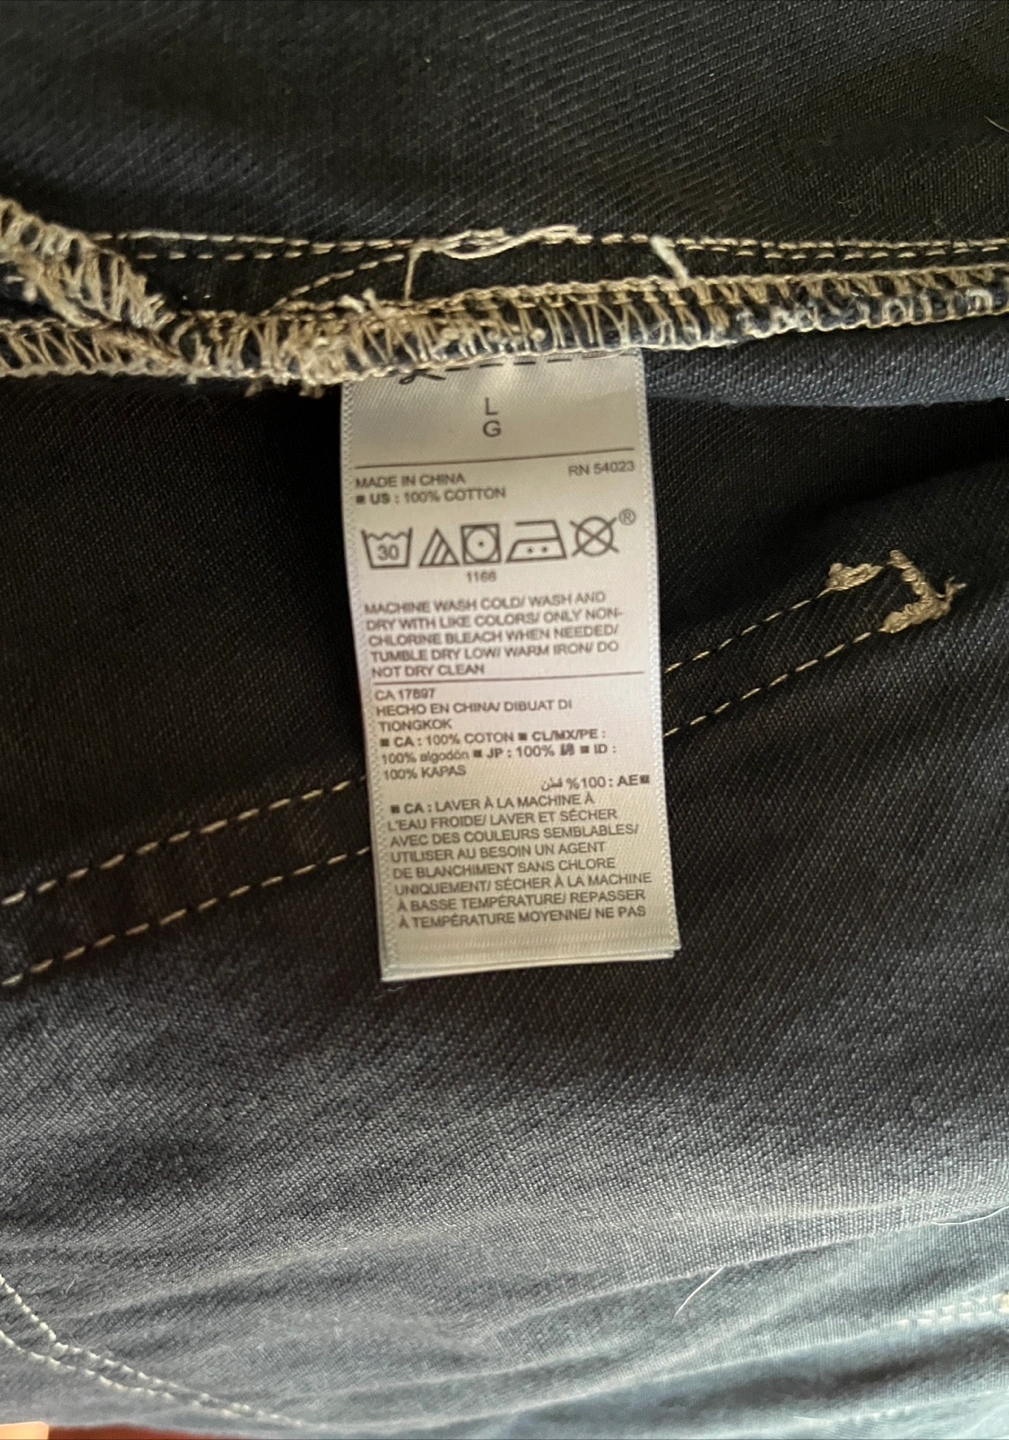 L
G
MADE IN CHINA RN 54023
■ US : 100% COTTON
30 ®
1166
MACHINE WASH COLD/ WASH AND
DRY WITH LIKE COLORS/ ONLY NON-
CHLORINE BLEACH WHEN NEEDED/
TUMBLE DRY LOW/ WARM IRON/ DO
NOT DRY CLEAN
CA 17897
HECHO EN CHINA/ DIBUAT DI
TIONGKOK
■ CA : 100% COTON ■ CL/MX/PE :
100% algodón ■ JP : 100% 綿 ■ ID :
100% KAPAS
■AE : 100% قطن
■ CA : LAVER À LA MACHINE À
L'EAU FROIDE/ LAVER ET SÉCHER
AVEC DES COULEURS SEMBLABLES/
UTILISER AU BESOIN UN AGENT
DE BLANCHIMENT SANS CHLORE
UNIQUEMENT/ SÉCHER À LA MACHINE
À BASSE TEMPÉRATURE/ REPASSER
À TEMPÉRATURE MOYENNE/ NE PAS